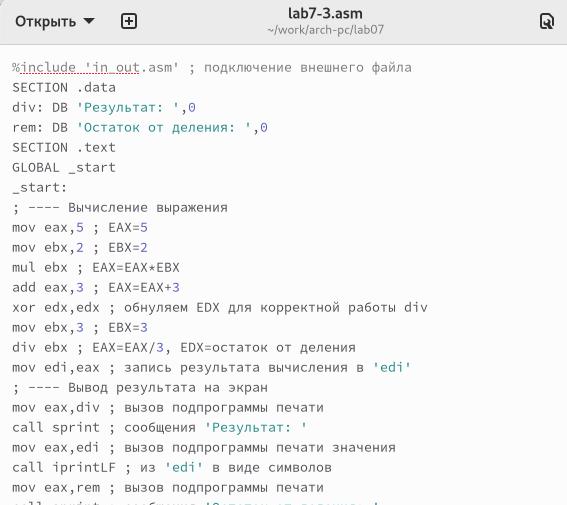 Открыть
lab7-3.asm
~/work/arch-pc/lab07
%include 'in_out.asm' ; подключение внешнего файла
SECTION .data
div: DB 'Результат: ',0
rem: DB 'Остаток от деления: ',0
SECTION .text
GLOBAL _start
_start:
; ---- Вычисление выражения
mov eax,5 ; EAX=5
mov ebx,2 ; EBX=2
mul ebx ; EAX=EAX*EBX
add eax,3 ; EAX=EAX+3
xor edx,edx ; обнуляем EDX для корректной работы div
mov ebx,3 ; EBX=3
div ebx ; EAX=EAX/3, EDX=остаток от деления
mov edi,eax ; запись результата вычисления в 'edi'
; ---- Вывод результата на экран
mov eax,div ; вызов подпрограммы печати
call sprint ; сообщения 'Результат: '
mov eax,edi ; вызов подпрограммы печати значения
call iprintLF ; из 'edi' в виде символов
mov eax,rem ; вызов подпрограммы печати